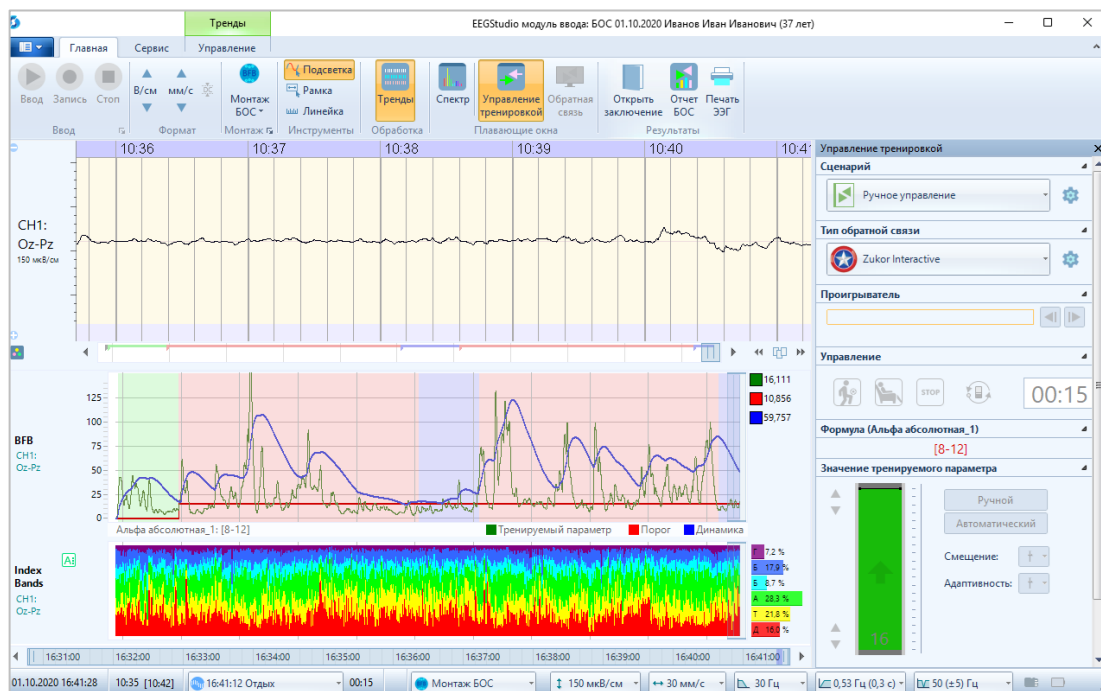 Тренды
EEGStudio модуль ввода: БОС 01.10.2020 Иванов Иван Иванович (37 лет)
Главная Сервис Управление
Ввод Запись Стоп
В/см мм/с
BFB
Монтаж БОС
Подсветка
Рамка
Линейка
Тренды
Спектр
Управление тренировкой
Обратная связь
Открыть заключение
Отчет БОС
Печать ЭЭГ
Ввод Формат Монтаж Инструменты Обработка Плавающие окна Результаты
10:36 10:37 10:38 10:39 10:40 10:4
CH1:
Oz-Pz
150 мкВ/см
Управление тренировкой
Сценарий
Ручное управление
Тип обратной связи
Zukor Interactive
Проигрыватель
Управление
STOP
00:15
Формула (Альфа абсолютная_1)
[8-12]
Значение тренируемого параметра
Ручной
Автоматический
Смещение:
Адаптивность:
16
BFB
CH1:
Oz-Pz
125
100
75
50
25
0
16,111
10,856
59,757
Альфа абсолютная_1: [8-12] Тренируемый параметр Порог Динамика
A
Index
Bands
CH1:
Oz-Pz
Г 7.2 %
Б 17.9 %
Б 8.7 %
А 28.3 %
Т 21.8 %
Д 16.0 %
16:31:00 16:32:00 16:33:00 16:34:00 16:35:00 16:36:00 16:37:00 16:38:00 16:39:00 16:40:00 16:41:00
01.10.2020 16:41:28 10:35 [10:42] 16:41:12 Отдых 00:15 Монтаж БОС 150 мкВ/см 30 мм/с 30 Гц 0,53 Гц (0,3 с) 50 (±5) Гц